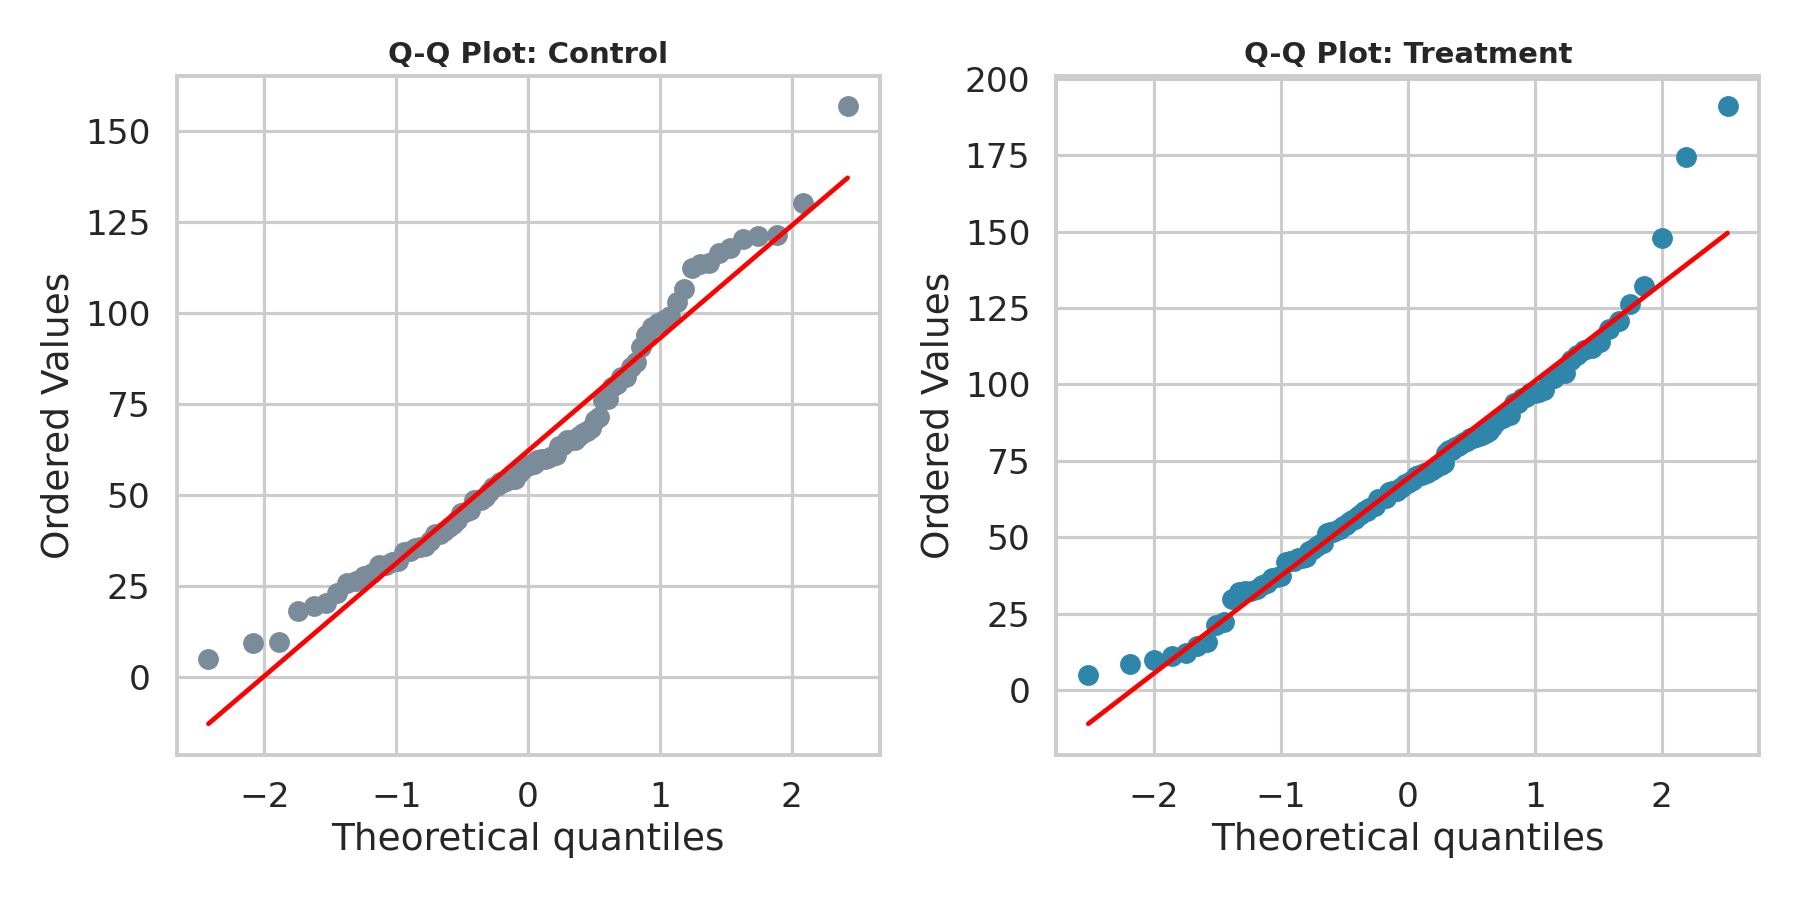 Q-Q Plot: Control
Ordered Values
150
125
100
75
50
25
0
−2 −1 0 1 2
Theoretical quantiles
Q-Q Plot: Treatment
Ordered Values
200
175
150
125
100
75
50
25
0
−2 −1 0 1 2
Theoretical quantiles